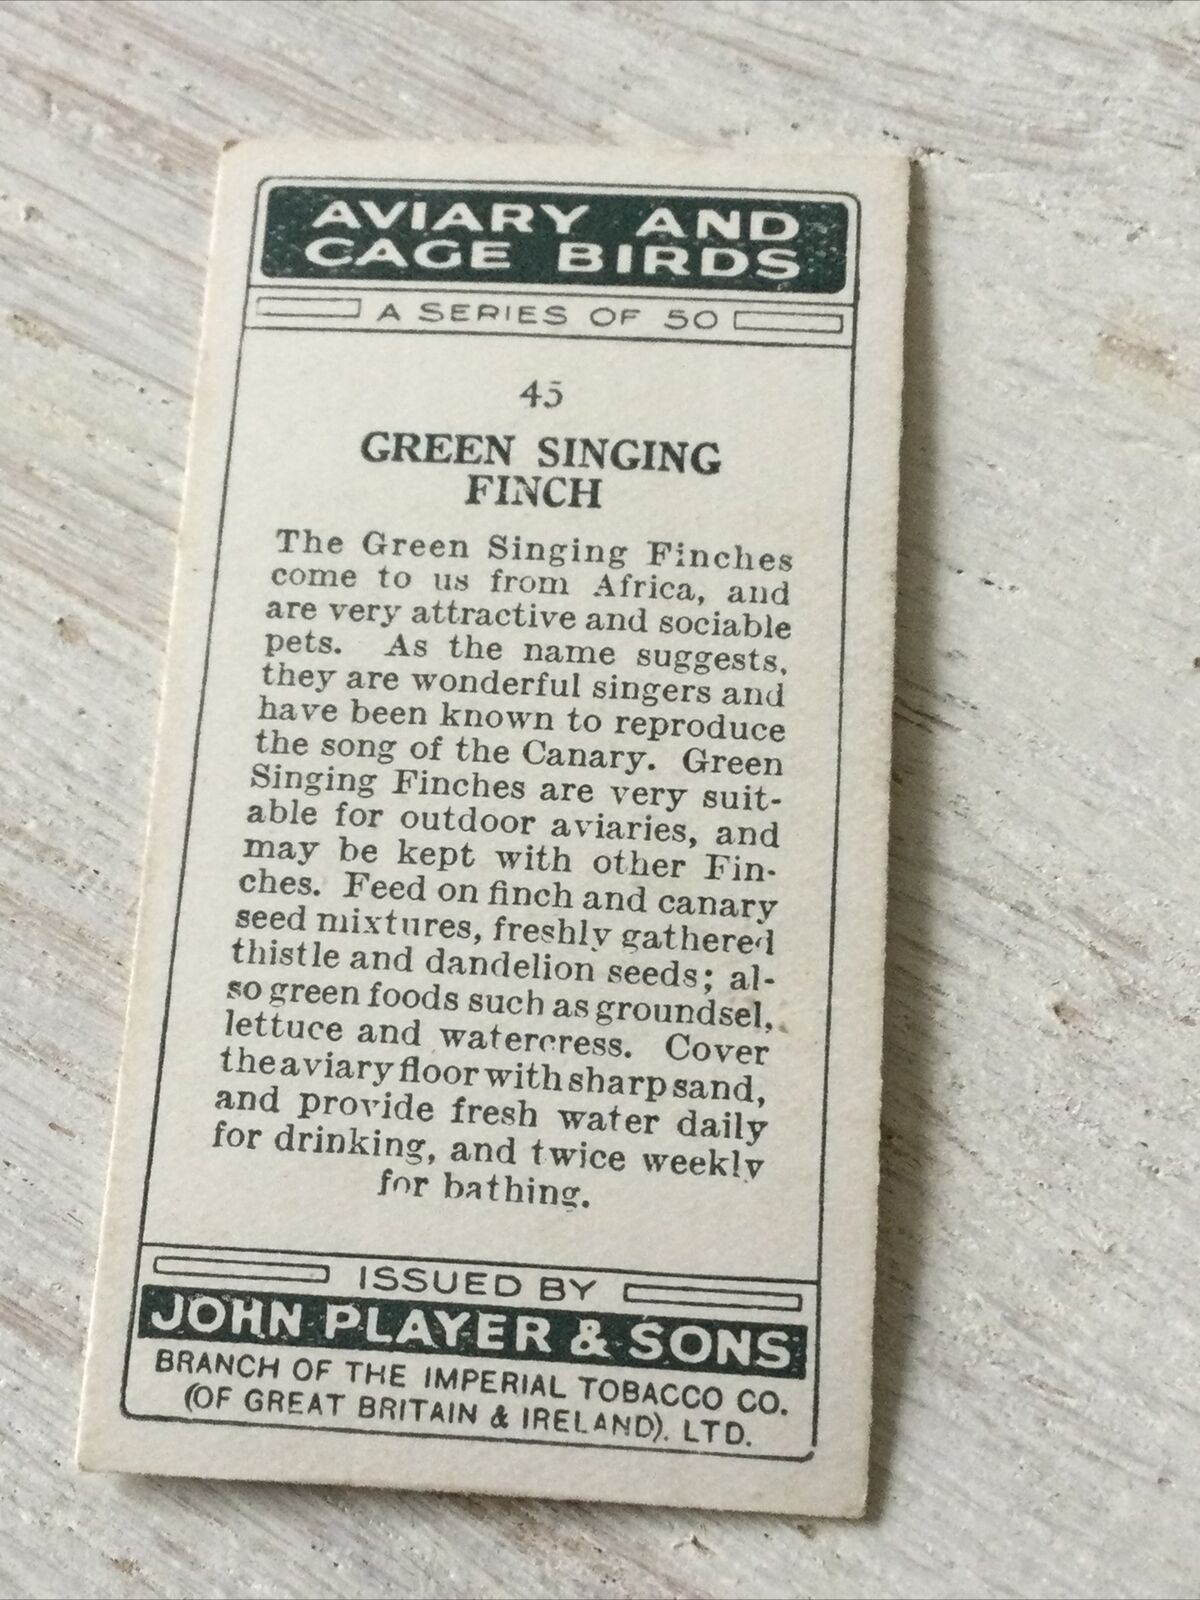 AVIARY AND
CAGE BIRDS
A SERIES OF 50
45
GREEN SINGING
FINCH
The Green Singing Finches
come to us from Africa, and
are very attractive and sociable
pets. As the name suggests,
they are wonderful singers and
have been known to reproduce
the song of the Canary. Green
Singing Finches are very suit-
able for outdoor aviaries, and
may be kept with other Fin-
ches. Feed on finch and canary
seed mixtures, freshly gathered
thistle and dandelion seeds; al-
so green foods such as groundsel,
lettuce and watercress. Cover
the aviary floor with sharp sand,
and provide fresh water daily
for drinking, and twice weekly
for bathing.
ISSUED BY
JOHN PLAYER & SONS
BRANCH OF THE IMPERIAL TOBACCO CO.
(OF GREAT BRITAIN & IRELAND), LTD.